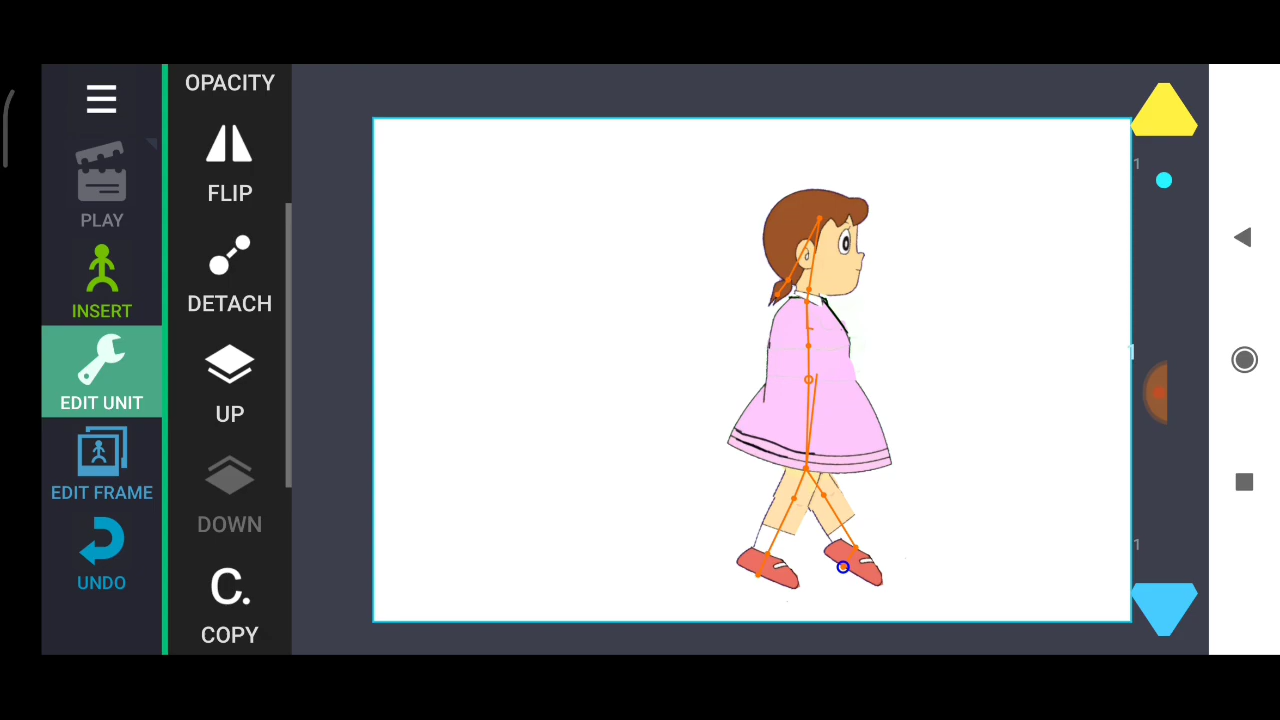 PLAY
INSERT
EDIT UNIT
EDIT FRAME
UNDO
OPACITY
FLIP
DETACH
UP
DOWN
C.
COPY
1
1